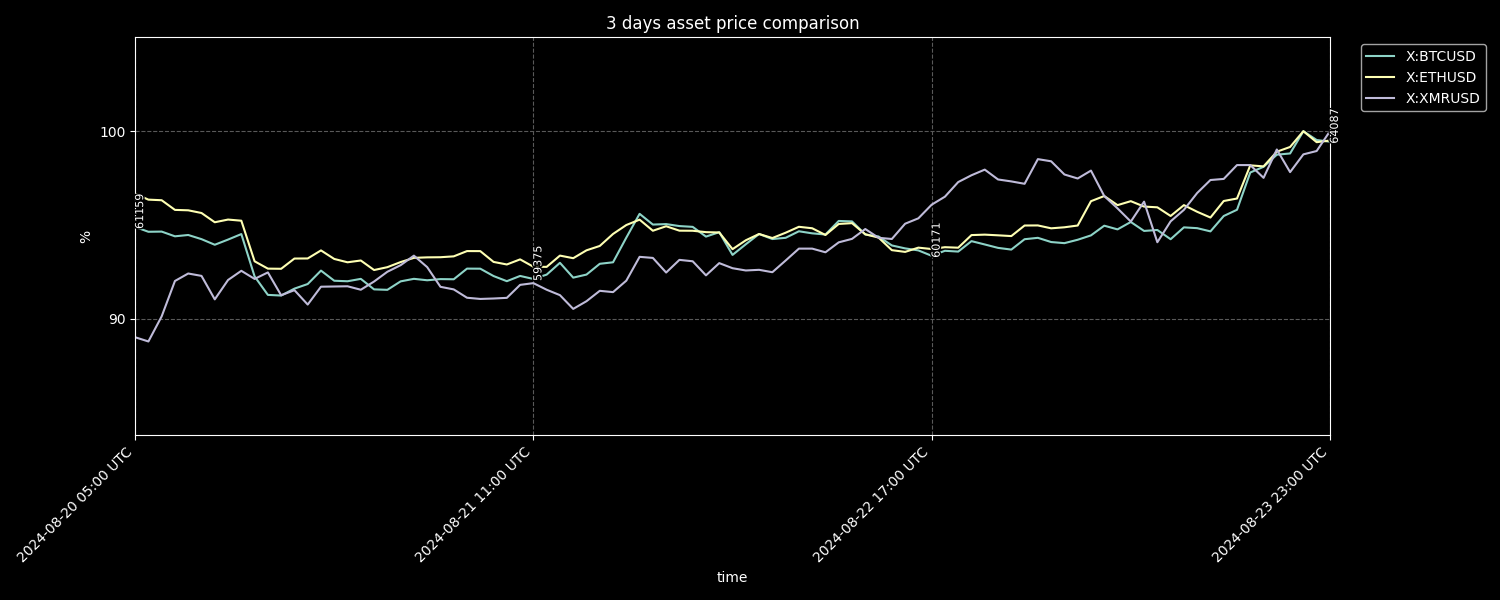 3 days asset price comparison
X:BTCUSD
X:ETHUSD
X:XMRUSD
100
90
%
61159
59375
60171
64087
2024-08-20 05:00 UTC
2024-08-21 11:00 UTC
2024-08-22 17:00 UTC
2024-08-23 23:00 UTC
time